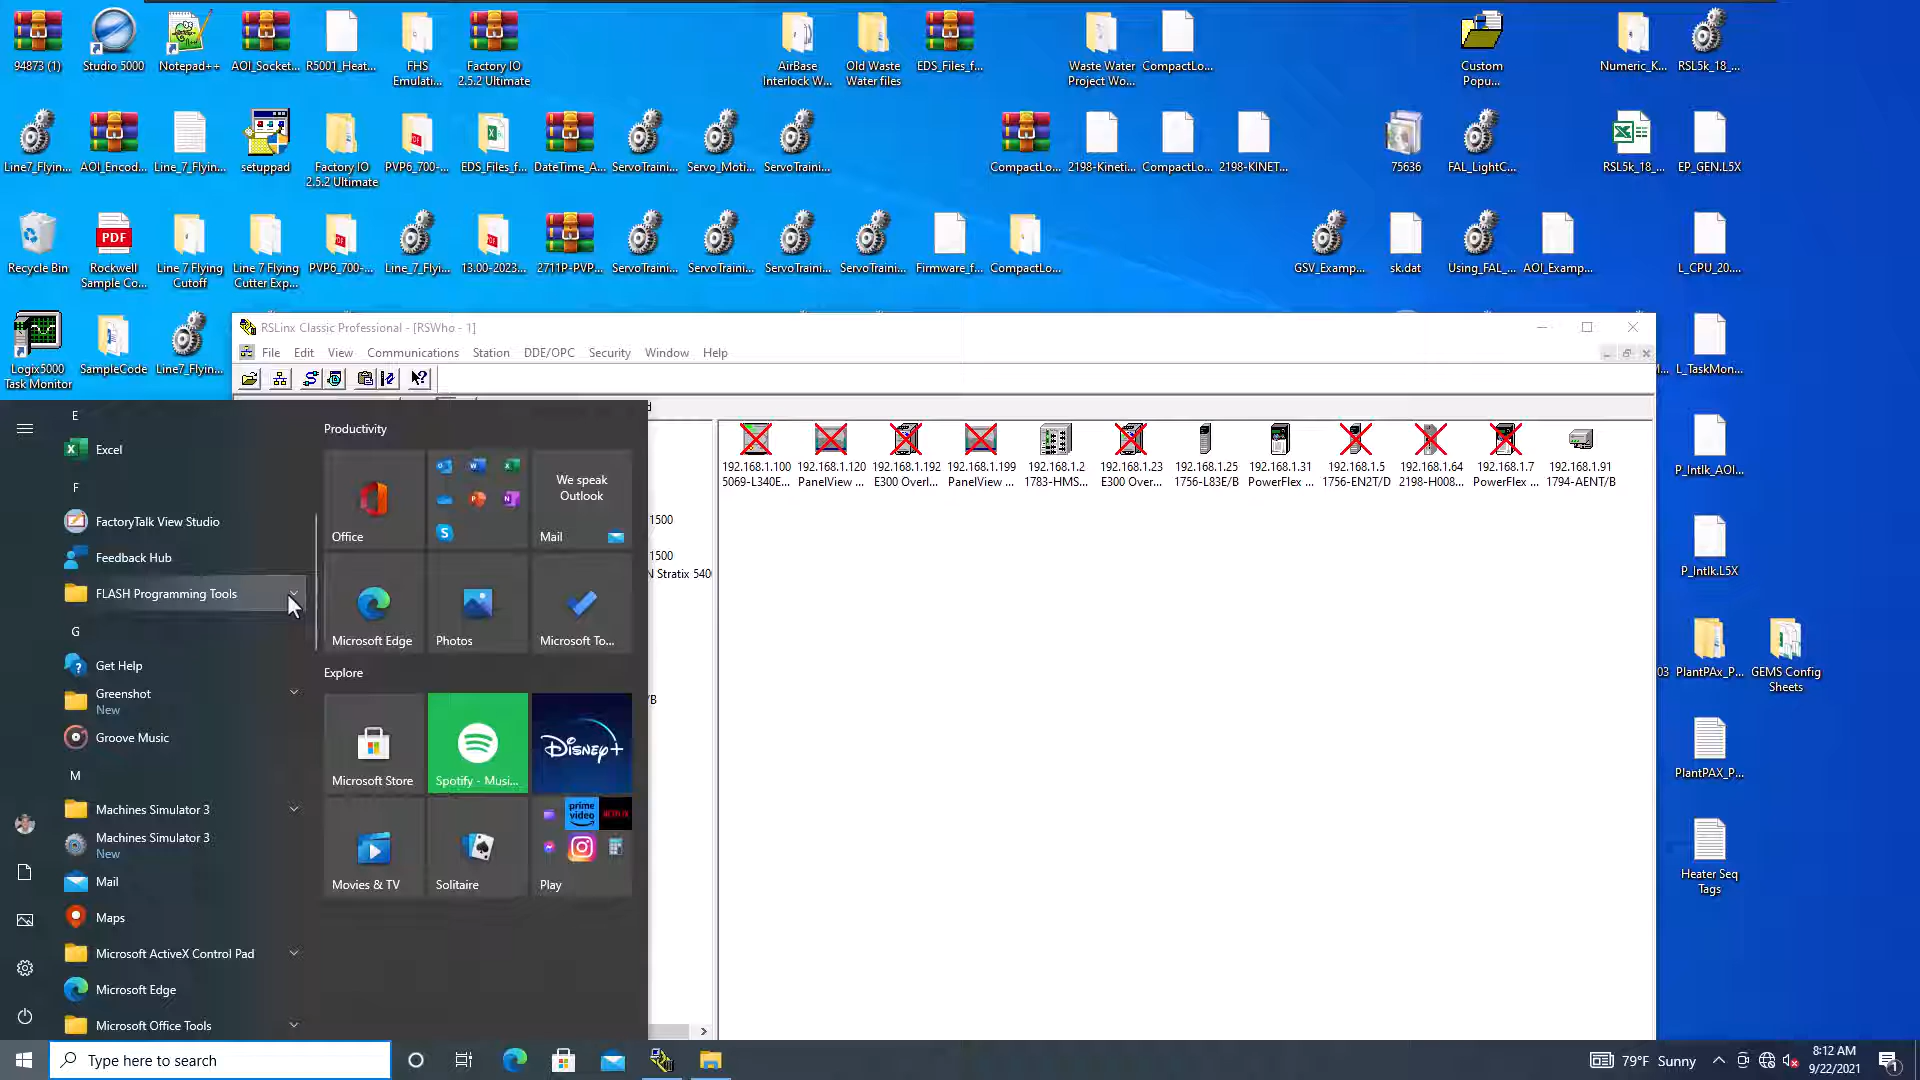 94873 (1)
Studio 5000
Notepad++
AOI_Socket...
R5001_Heat...
FHS
Emulati...
Factory IO
2.5.2 Ultimate
AirBase
Interlock W...
Old Waste
Water files
EDS_Files_f...
Waste Water
Project Wo...
CompactLo...
Custom
Popu...
Numeric_K...
RSL5k_18_...
Line7_Flyin...
AOI_Encod...
Line_7_Flyin...
setuppad
Factory IO
2.5.2 Ultimate
PVP6_700-...
EDS_Files_f...
DateTime_A...
ServoTraini...
Servo_Moti...
ServoTraini...
CompactLo...
2198-Kineti...
CompactLo...
2198-KINET...
75636
FAL_LightC...
RSL5k_18_...
EP_GEN.L5X
Recycle Bin
Rockwell
Sample Co...
Line 7 Flying
Cutoff
Line 7 Flying
Cutter Exp...
PVP6_700-...
Line_7_Flyi...
13.00-2023...
2711P-PVP...
ServoTraini...
ServoTraini...
ServoTraini...
ServoTraini...
Firmware_f...
CompactLo...
GSV_Examp...
sk.dat
Using_FAL_...
AOI_Examp...
L_CPU_20....
Logix5000
Task Monitor
SampleCode
Line7_Flyin...
RSLinx Classic Professional - [RSWho - 1]
File Edit View Communications Station DDE/OPC Security Window Help
L_TaskMon...
P_Intlk_AOI...
P_Intlk.L5X
03
PlantPAx_P...
GEMS Config
Sheets
PlantPAX_P...
Heater Seq
Tags
192.168.1.100
5069-L340E...
192.168.1.120
PanelView ...
192.168.1.192
E300 Overl...
192.168.1.199
PanelView ...
192.168.1.2
1783-HMS...
192.168.1.23
E300 Over...
192.168.1.25
1756-L83E/B
192.168.1.31
PowerFlex ...
192.168.1.5
1756-EN2T/D
192.168.1.64
2198-H008...
192.168.1.7
PowerFlex ...
192.168.1.91
1794-AENT/B
d
1500
1500
N Stratix 540
/B
E
Excel
F
FactoryTalk View Studio
Feedback Hub
FLASH Programming Tools
G
Get Help
Greenshot
New
Groove Music
M
Machines Simulator 3
Machines Simulator 3
New
Mail
Maps
Microsoft ActiveX Control Pad
Microsoft Edge
Microsoft Office Tools
Productivity
Office
We speak
Outlook
Mail
Microsoft Edge
Photos
Microsoft To...
Explore
Microsoft Store
Spotify - Musi...
Disney+
Movies & TV
Solitaire
prime
video
NETFLIX
Play
Type here to search
79°F Sunny
8:12 AM
9/22/2021
1